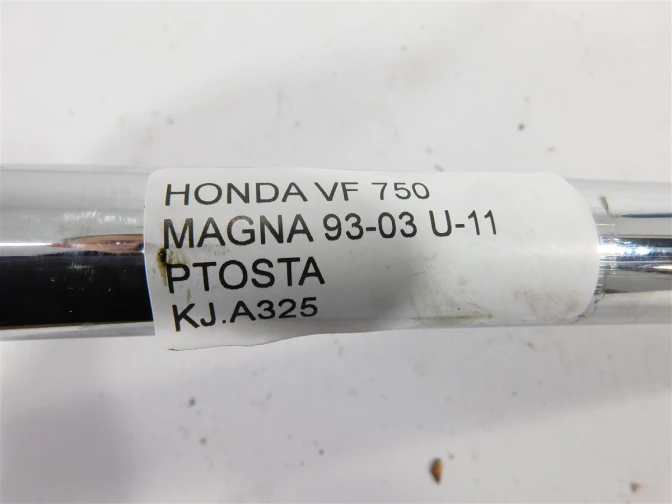 HONDA VF 750
MAGNA 93-03 U-11
PTOSTA
KJ.A325